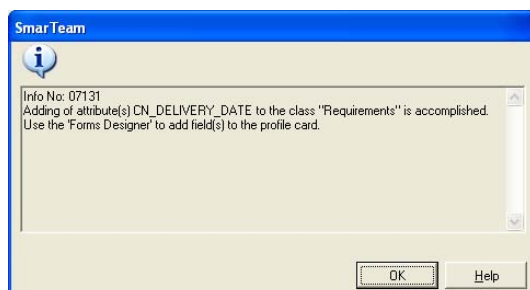 SmarTeam
Info No: 07131
Adding of attribute(s) CN_DELIVERY_DATE to the class "Requirements" is accomplished.
Use the 'Forms Designer' to add field(s) to the profile card.
OK
Help